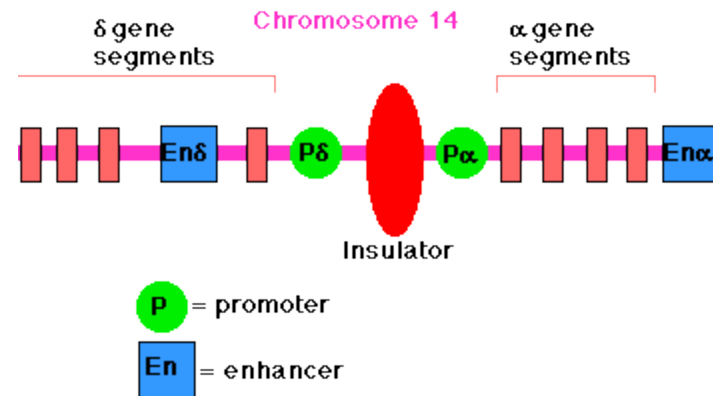 Chromosome 14
δ gene
segments
α gene
segments
Enδ
Pδ
Pα
Enα
Insulator
P = promoter
En = enhancer